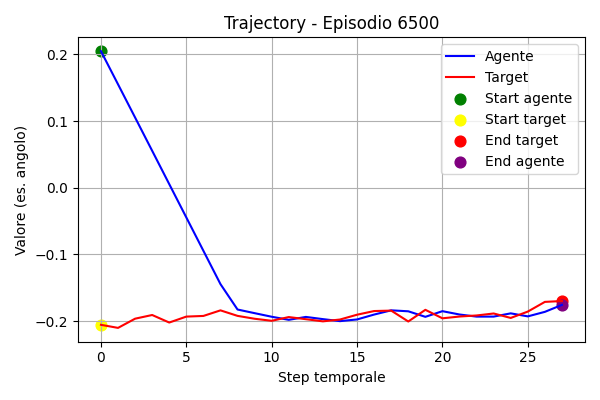 Trajectory - Episodio 6500
Valore (es. angolo)
0.2
0.1
0.0
−0.1
−0.2
0
5
10
15
20
25
Step temporale
Agente
Target
Start agente
Start target
End target
End agente